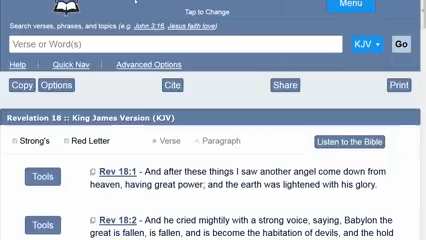 Menu
Tap to Change
Search verses, phrases, and topics (e.g. John 3:16, Jesus faith love)
Verse or Word(s) KJV Go
Help Quick Nav Advanced Options
Copy Options Cite Share Print
Revelation 18 :: King James Version (KJV)
Strong's Red Letter Verse Paragraph Listen to the Bible
Tools Rev 18:1 - And after these things I saw another angel come down from
heaven, having great power; and the earth was lightened with his glory.
Tools Rev 18:2 - And he cried mightily with a strong voice, saying, Babylon the
great is fallen, is fallen, and is become the habitation of devils, and the hold